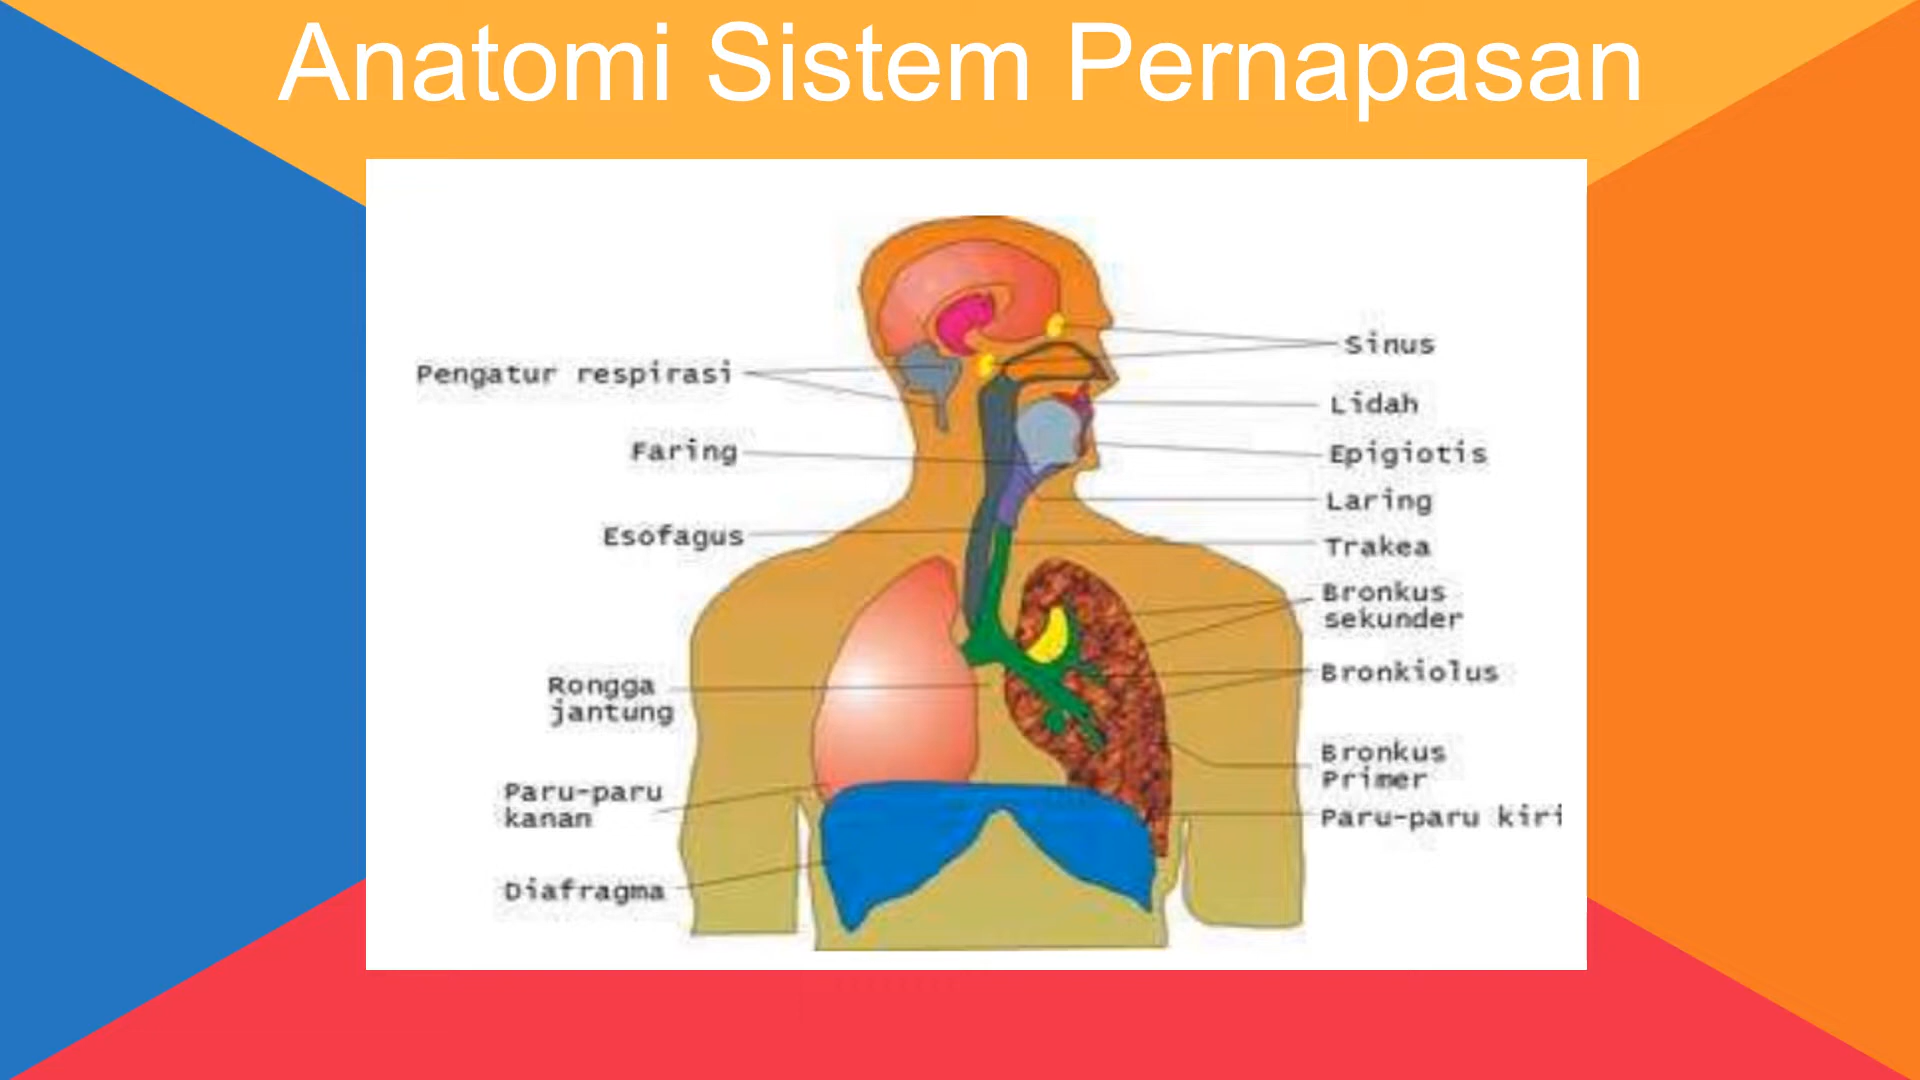 Anatomi Sistem Pernapasan
Pengatur respirasi
Faring
Esofagus
Rongga
jantung
Paru-paru
kanan
Diafragma
Sinus
Lidah
Epigiotis
Laring
Trakea
Bronkus
sekunder
Bronkiolus
Bronkus
Primer
Paru-paru kiri